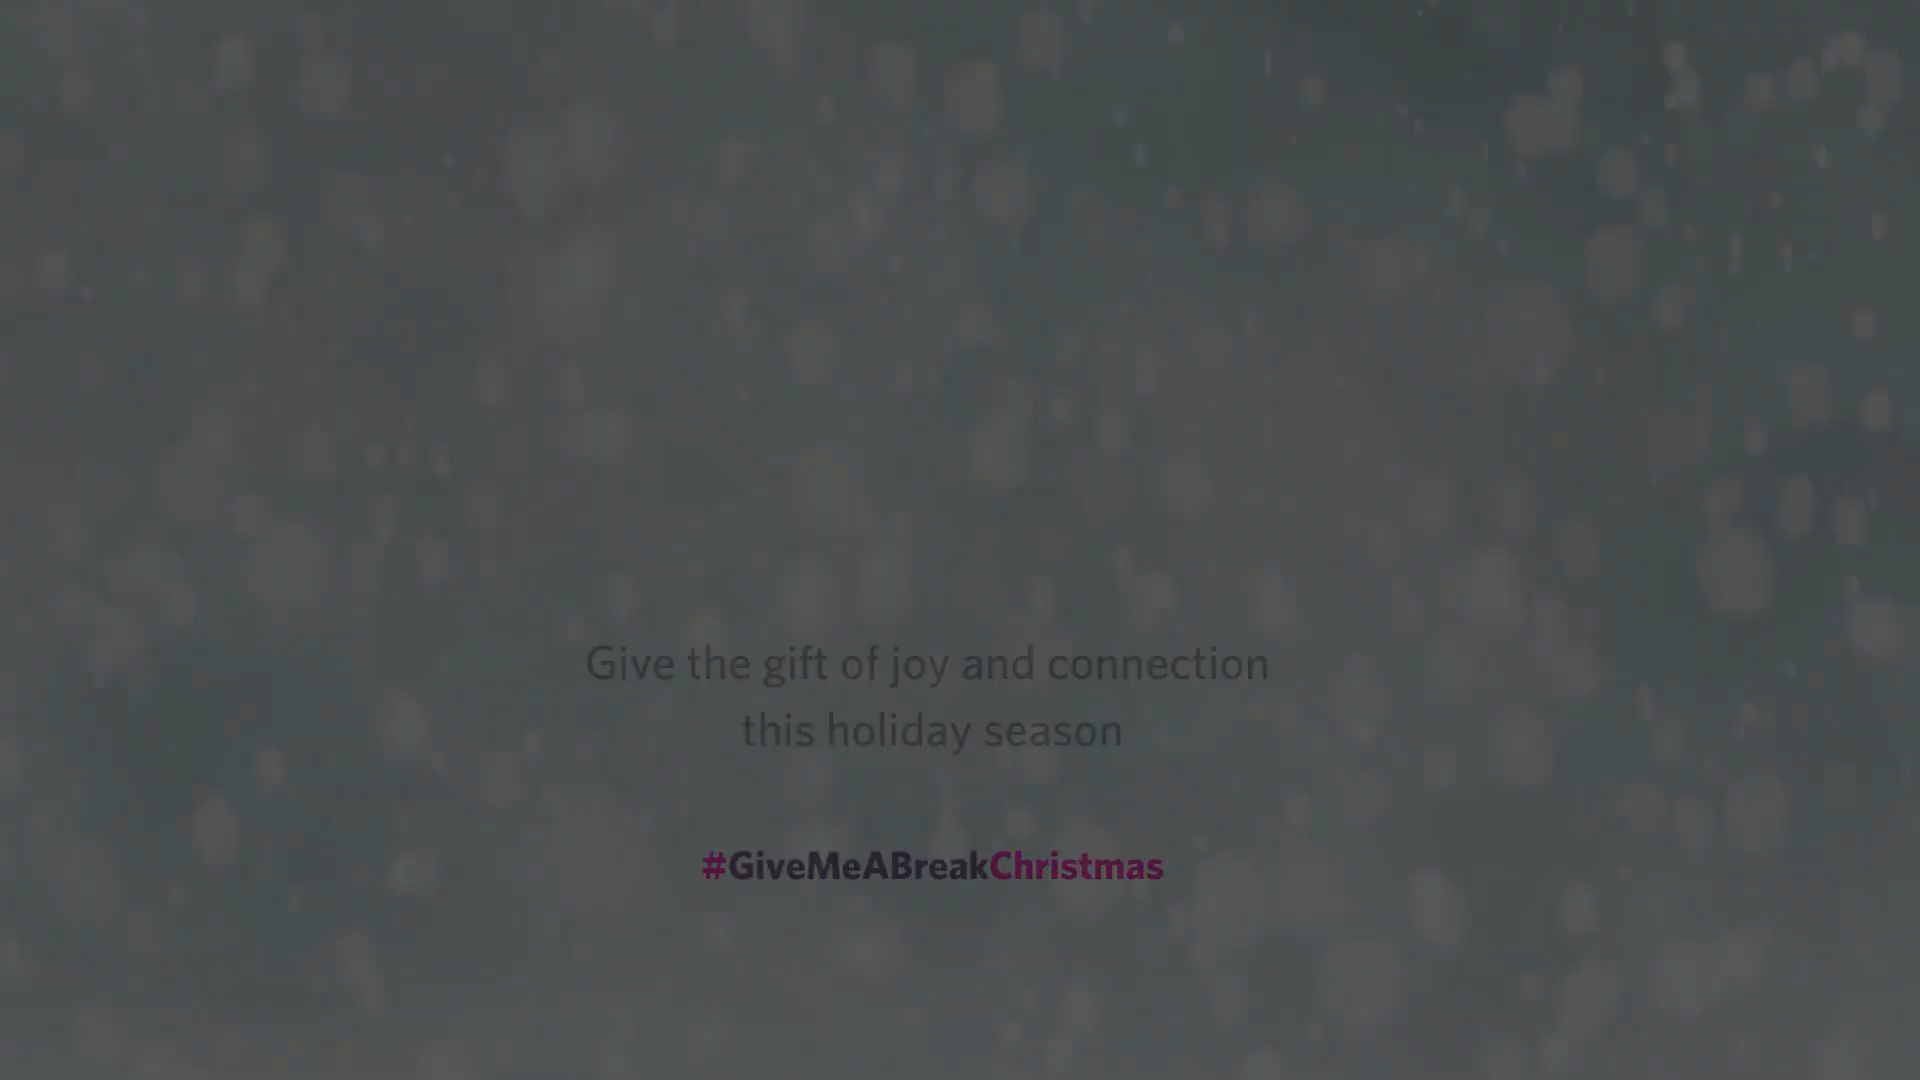 Give the gift of joy and connection
this holiday season
#GiveMeABreakChristmas